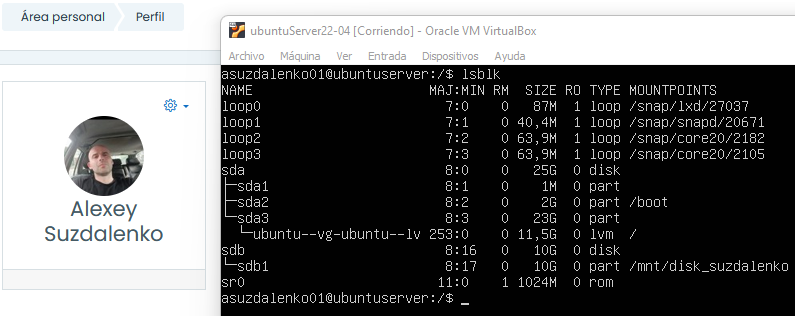 Área personal Perfil
ubuntuServer22-04 [Corriendo] - Oracle VM VirtualBox
Archivo Máquina Ver Entrada Dispositivos Ayuda
Alexey
Suzdalenko
asuzdalenko01@ubuntuserver:/$ lsblk
NAME MAJ:MIN RM SIZE RO TYPE MOUNTPOINTS
loop0 7:0 0 87M 1 loop /snap/lxd/27037
loop1 7:1 0 40,4M 1 loop /snap/snapd/20671
loop2 7:2 0 63,9M 1 loop /snap/core20/2182
loop3 7:3 0 63,9M 1 loop /snap/core20/2105
sda 8:0 0 25G 0 disk
├─sda1 8:1 0 1M 0 part
├─sda2 8:2 0 2G 0 part /boot
└─sda3 8:3 0 23G 0 part
  └─ubuntu--vg-ubuntu--lv 253:0 0 11,5G 0 lvm /
sdb 8:16 0 10G 0 disk
└─sdb1 8:17 0 10G 0 part /mnt/disk_suzdalenko
sr0 11:0 1 1024M 0 rom
asuzdalenko01@ubuntuserver:/$ _